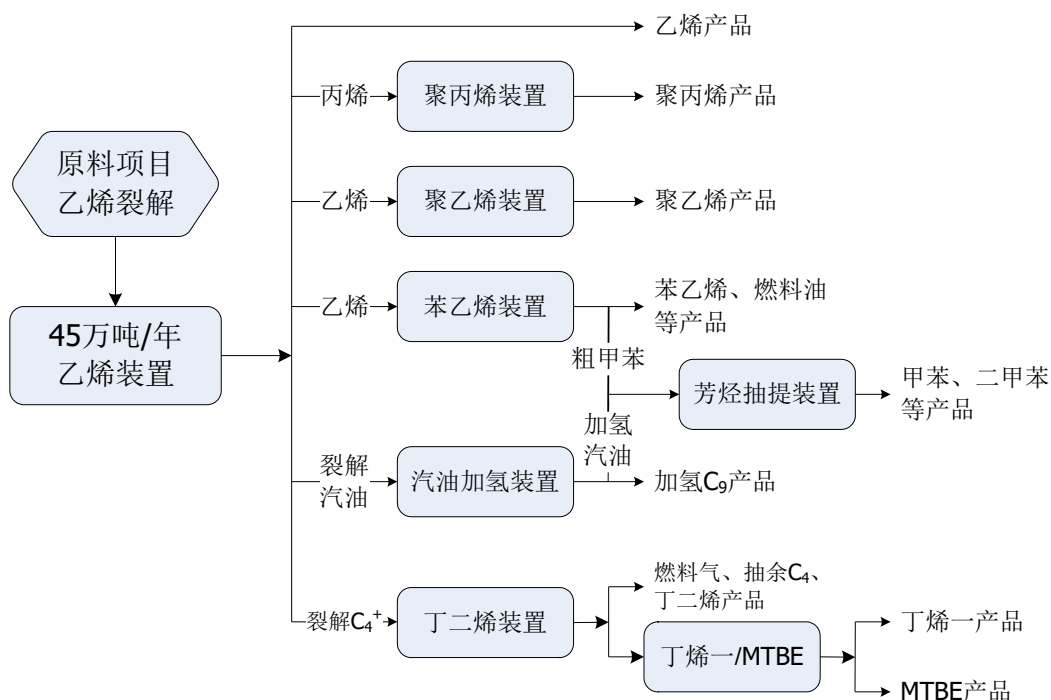 乙烯产品
丙烯
聚丙烯装置
聚丙烯产品
原料项目
乙烯裂解
乙烯
聚乙烯装置
聚乙烯产品
45万吨/年
乙烯装置
乙烯
苯乙烯装置
苯乙烯、燃料油
等产品
粗甲苯
芳烃抽提装置
甲苯、二甲苯
等产品
加氢
汽油
裂解
汽油
汽油加氢装置
加氢C₉产品
裂解C₄⁺
丁二烯装置
燃料气、抽余C₄、
丁二烯产品
丁烯一/MTBE
丁烯一产品
MTBE产品